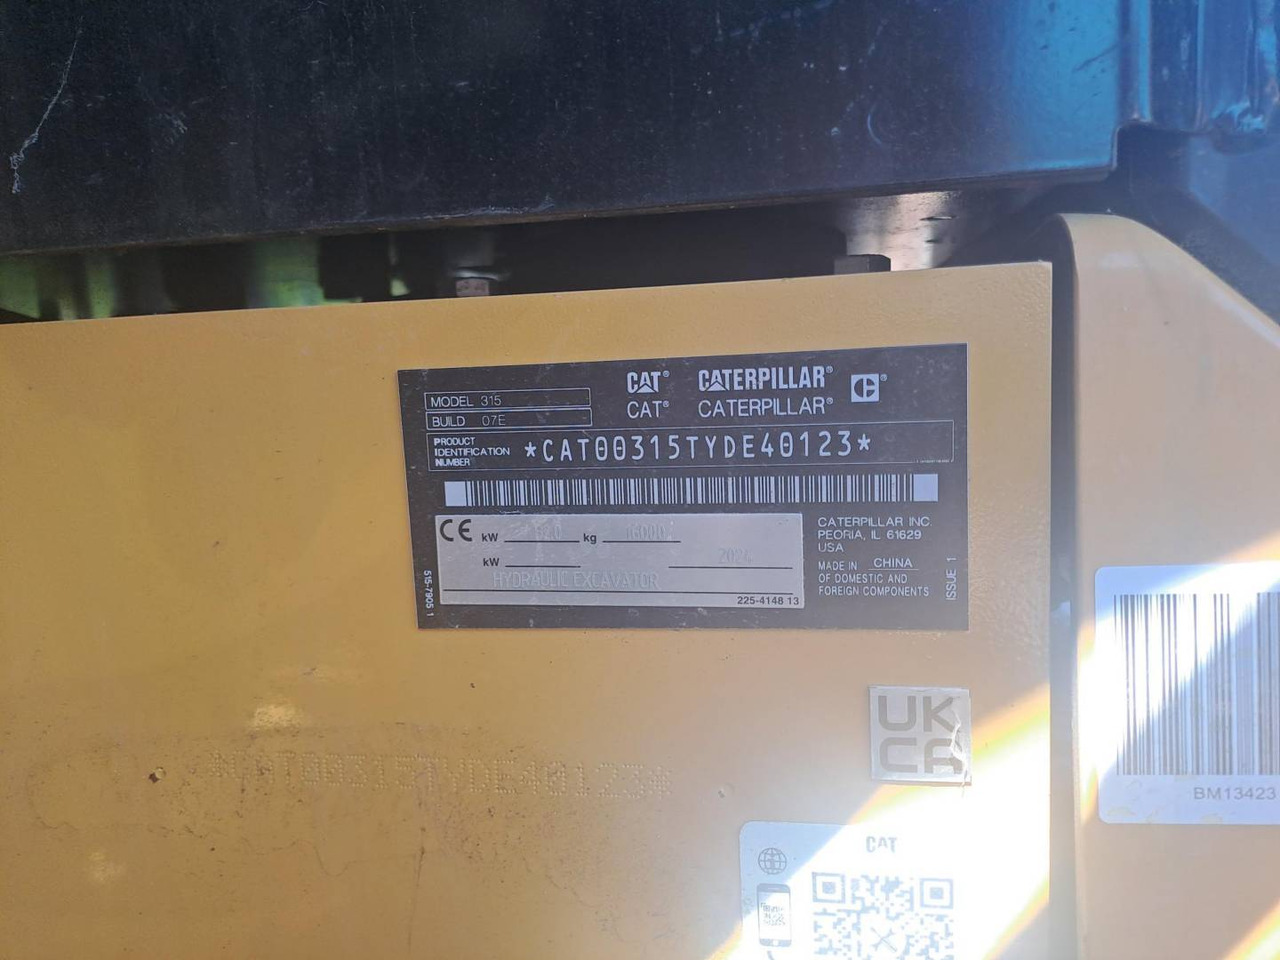 CAT® CATERPILLAR® ®
CAT® CATERPILLAR®
MODEL 315
BUILD 07E
PRODUCT IDENTIFICATION NUMBER *CAT00315TYDE40123*
CE kW kg 16000
kW 2024
HYDRAULIC EXCAVATOR
225-4148 13
515-7905 1
CATERPILLAR INC.
PEORIA, IL 61629
USA
MADE IN CHINA
OF DOMESTIC AND
FOREIGN COMPONENTS
ISSUE 1
UK
CA
*CAT00315TYDE40123*
BM13423
CAT